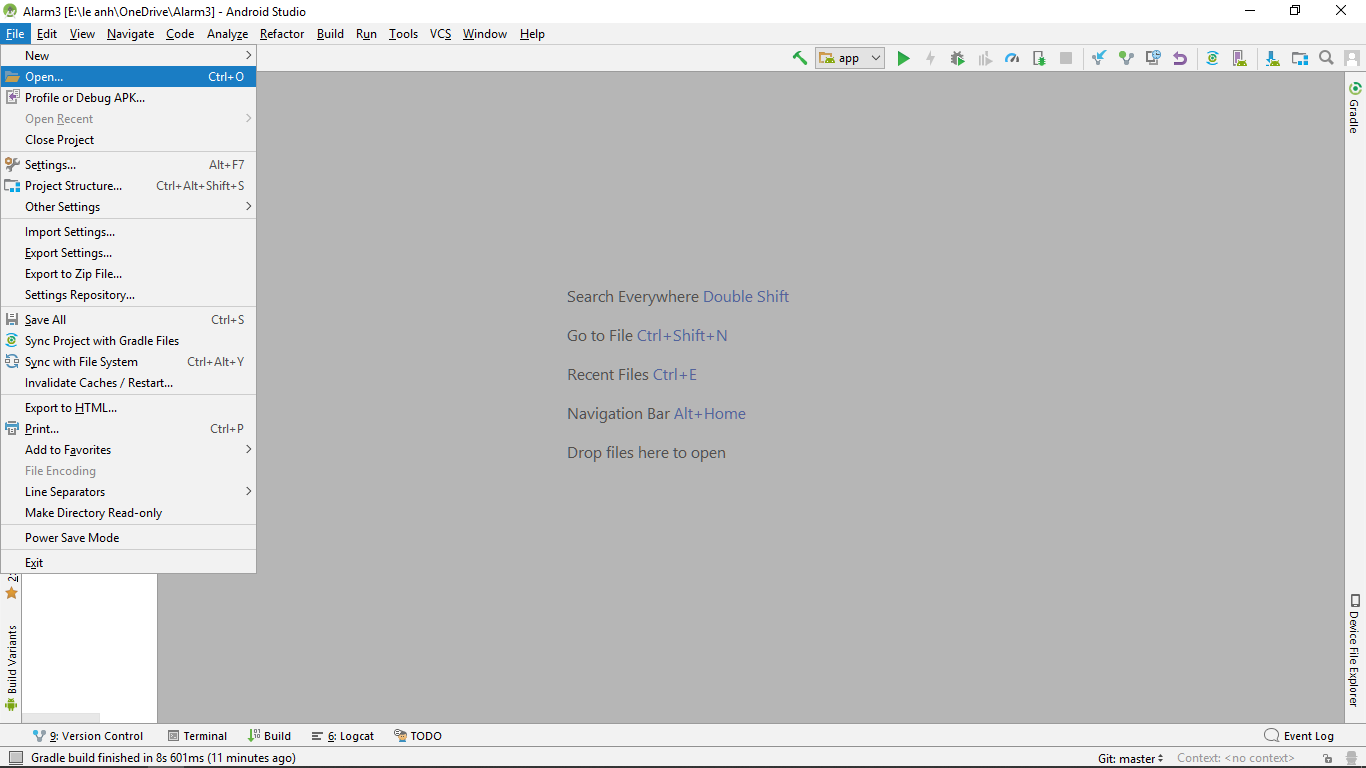 Alarm3 [E:\le anh\OneDrive\Alarm3] - Android Studio
File Edit View Navigate Code Analyze Refactor Build Run Tools VCS Window Help
app
New
Open... Ctrl+O
Profile or Debug APK...
Open Recent
Close Project
Settings... Alt+F7
Project Structure... Ctrl+Alt+Shift+S
Other Settings
Import Settings...
Export Settings...
Export to Zip File...
Settings Repository...
Save All Ctrl+S
Sync Project with Gradle Files
Sync with File System Ctrl+Alt+Y
Invalidate Caches / Restart...
Export to HTML...
Print... Ctrl+P
Add to Favorites
File Encoding
Line Separators
Make Directory Read-only
Power Save Mode
Exit
Search Everywhere Double Shift
Go to File Ctrl+Shift+N
Recent Files Ctrl+E
Navigation Bar Alt+Home
Drop files here to open
Gradle
Device File Explorer
2:
Build Variants
9: Version Control Terminal Build 6: Logcat TODO Event Log
Gradle build finished in 8s 601ms (11 minutes ago) Git: master Context: <no context>